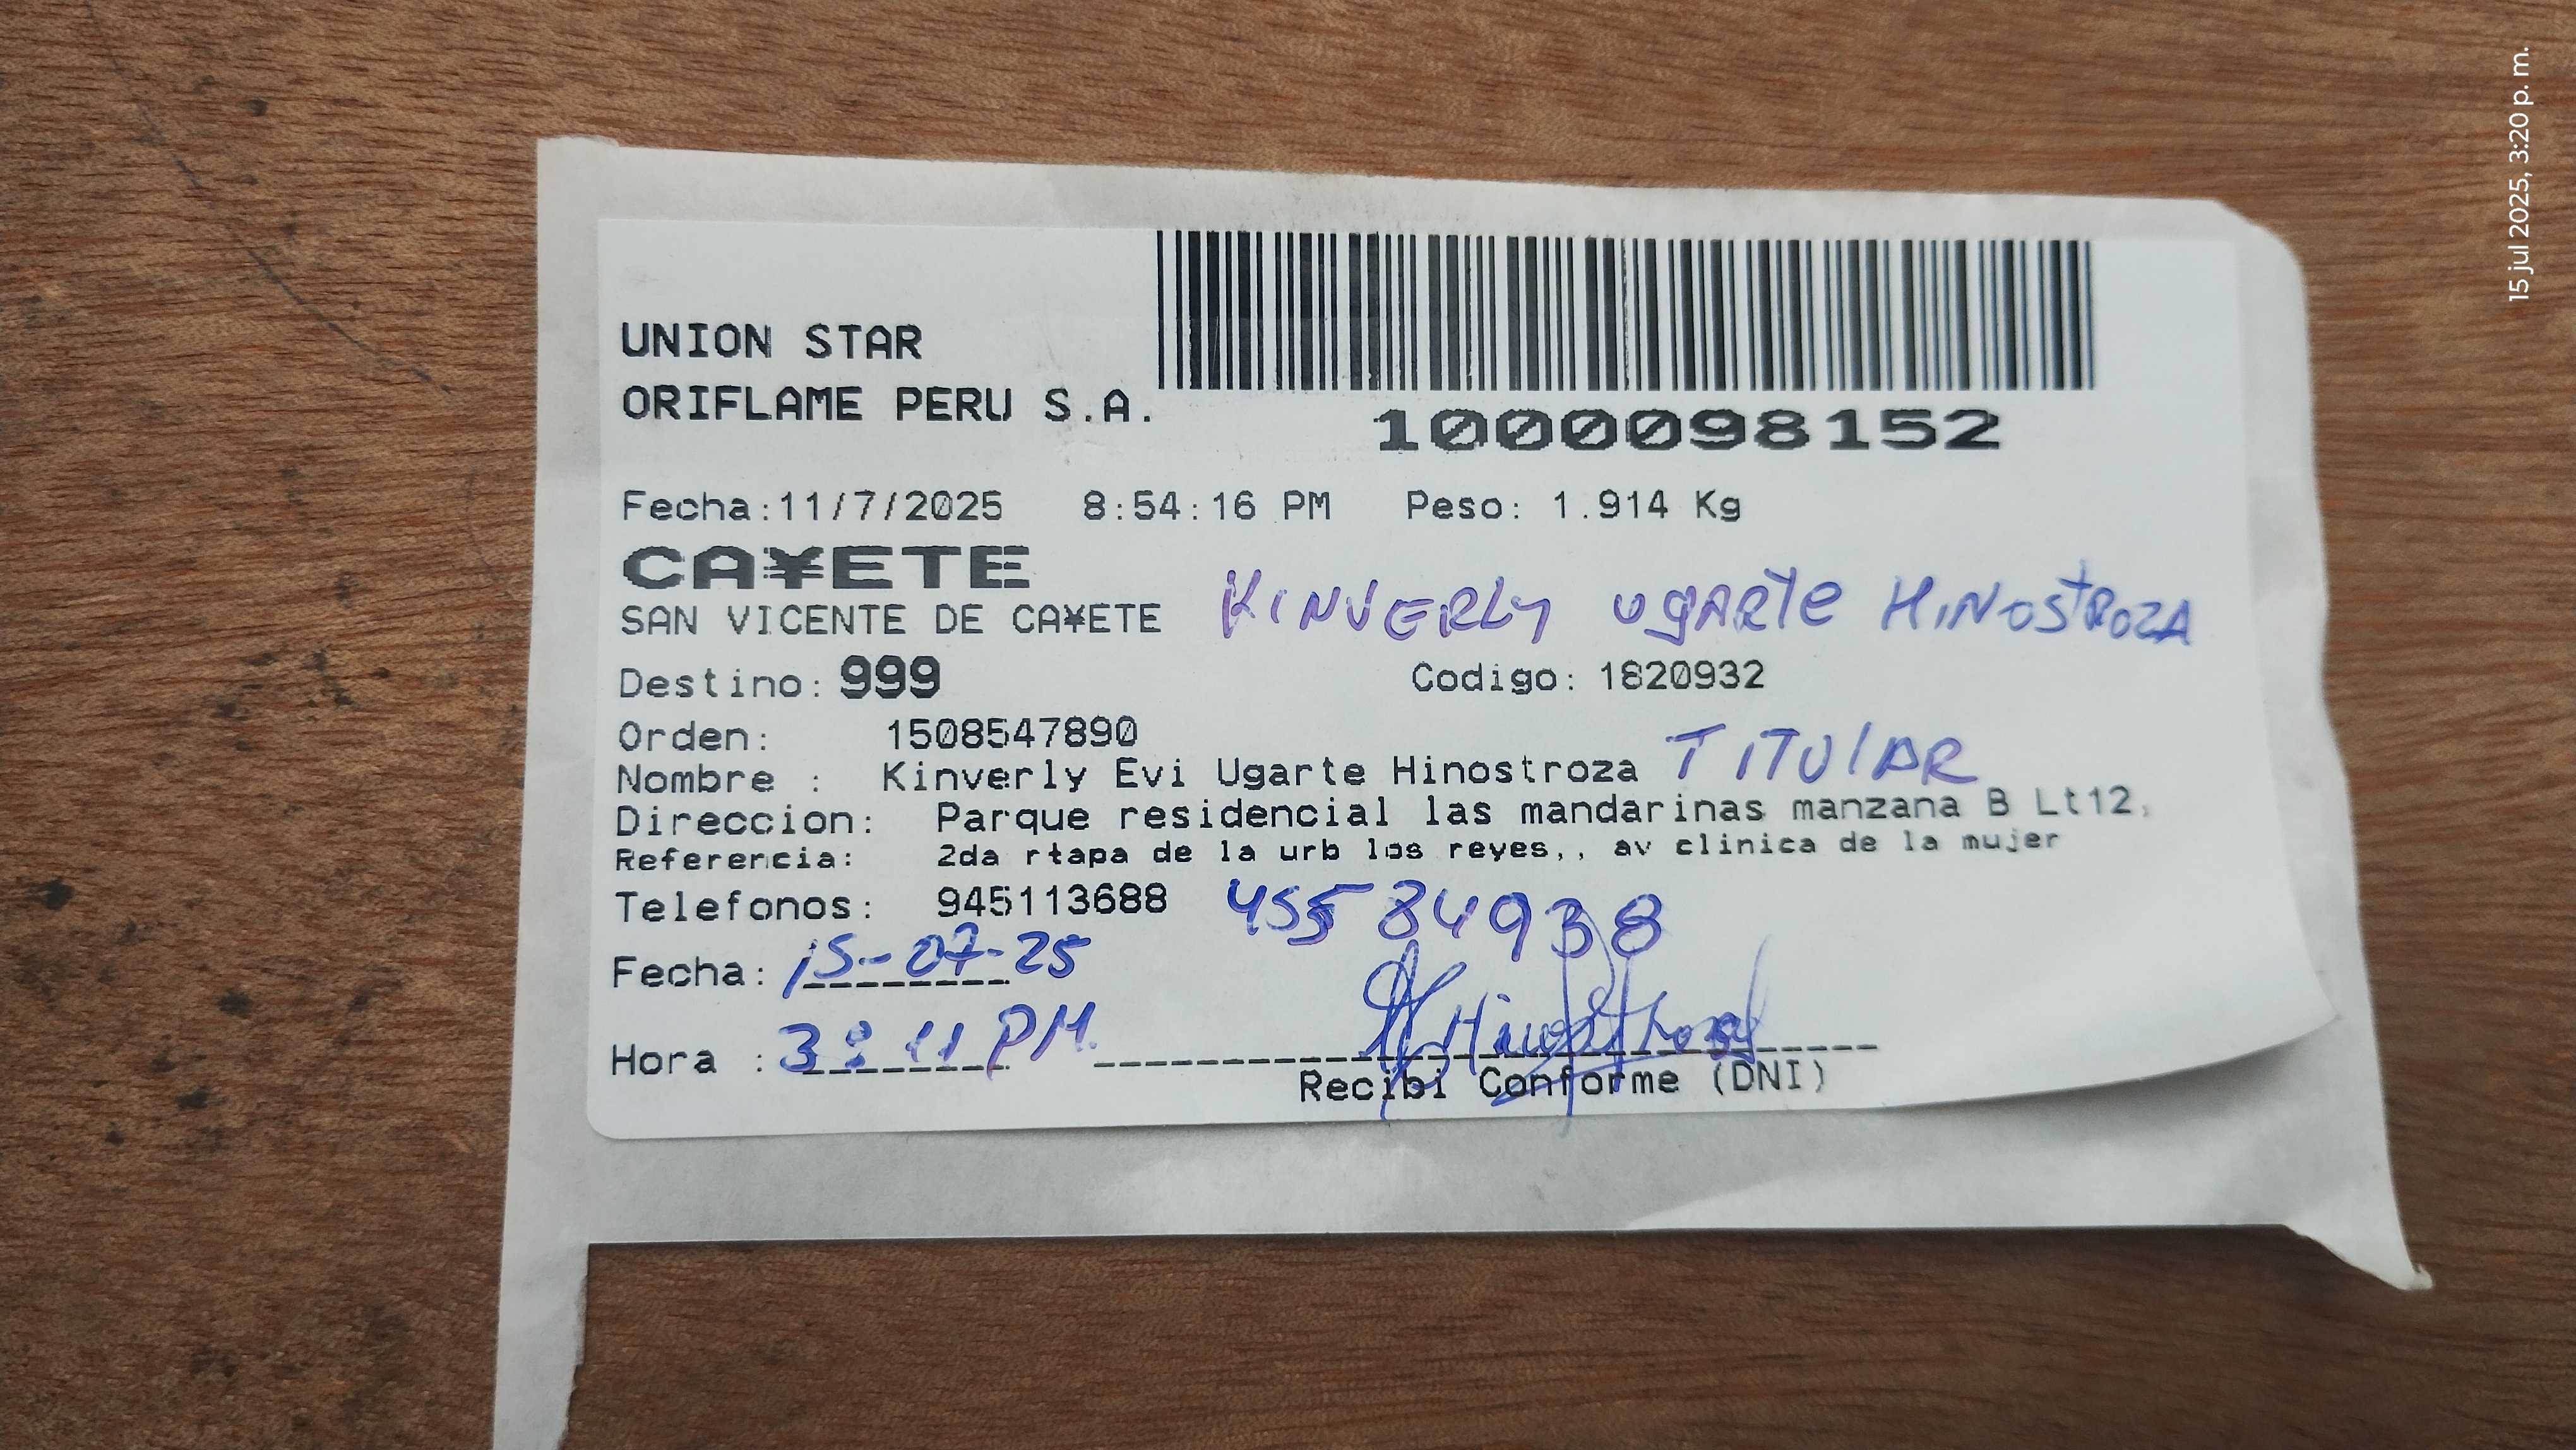 UNION STAR
ORIFLAME PERU S.A.
1000098152
Fecha:11/7/2025 8:54:16 PM Peso: 1.914 Kg
CA¥ETE
SAN VICENTE DE CA¥ETE KINVERLY UGARTE HINOSTROZA
Destino: 999 Codigo: 1820932
Orden: 1508547890
Nombre : Kinverly Evi Ugarte Hinostroza TITULAR
Direccion: Parque residencial las mandarinas manzana B Lt12,
Referencia: 2da rtapa de la urb los reyes,, av clinica de la mujer
Telefonos: 945113688 45584938
Fecha: 15-07-25
Hora : 3:11 PM.
Hinostroza
Recibi Conforme (DNI)
15 jul 2025, 3:20 p. m.